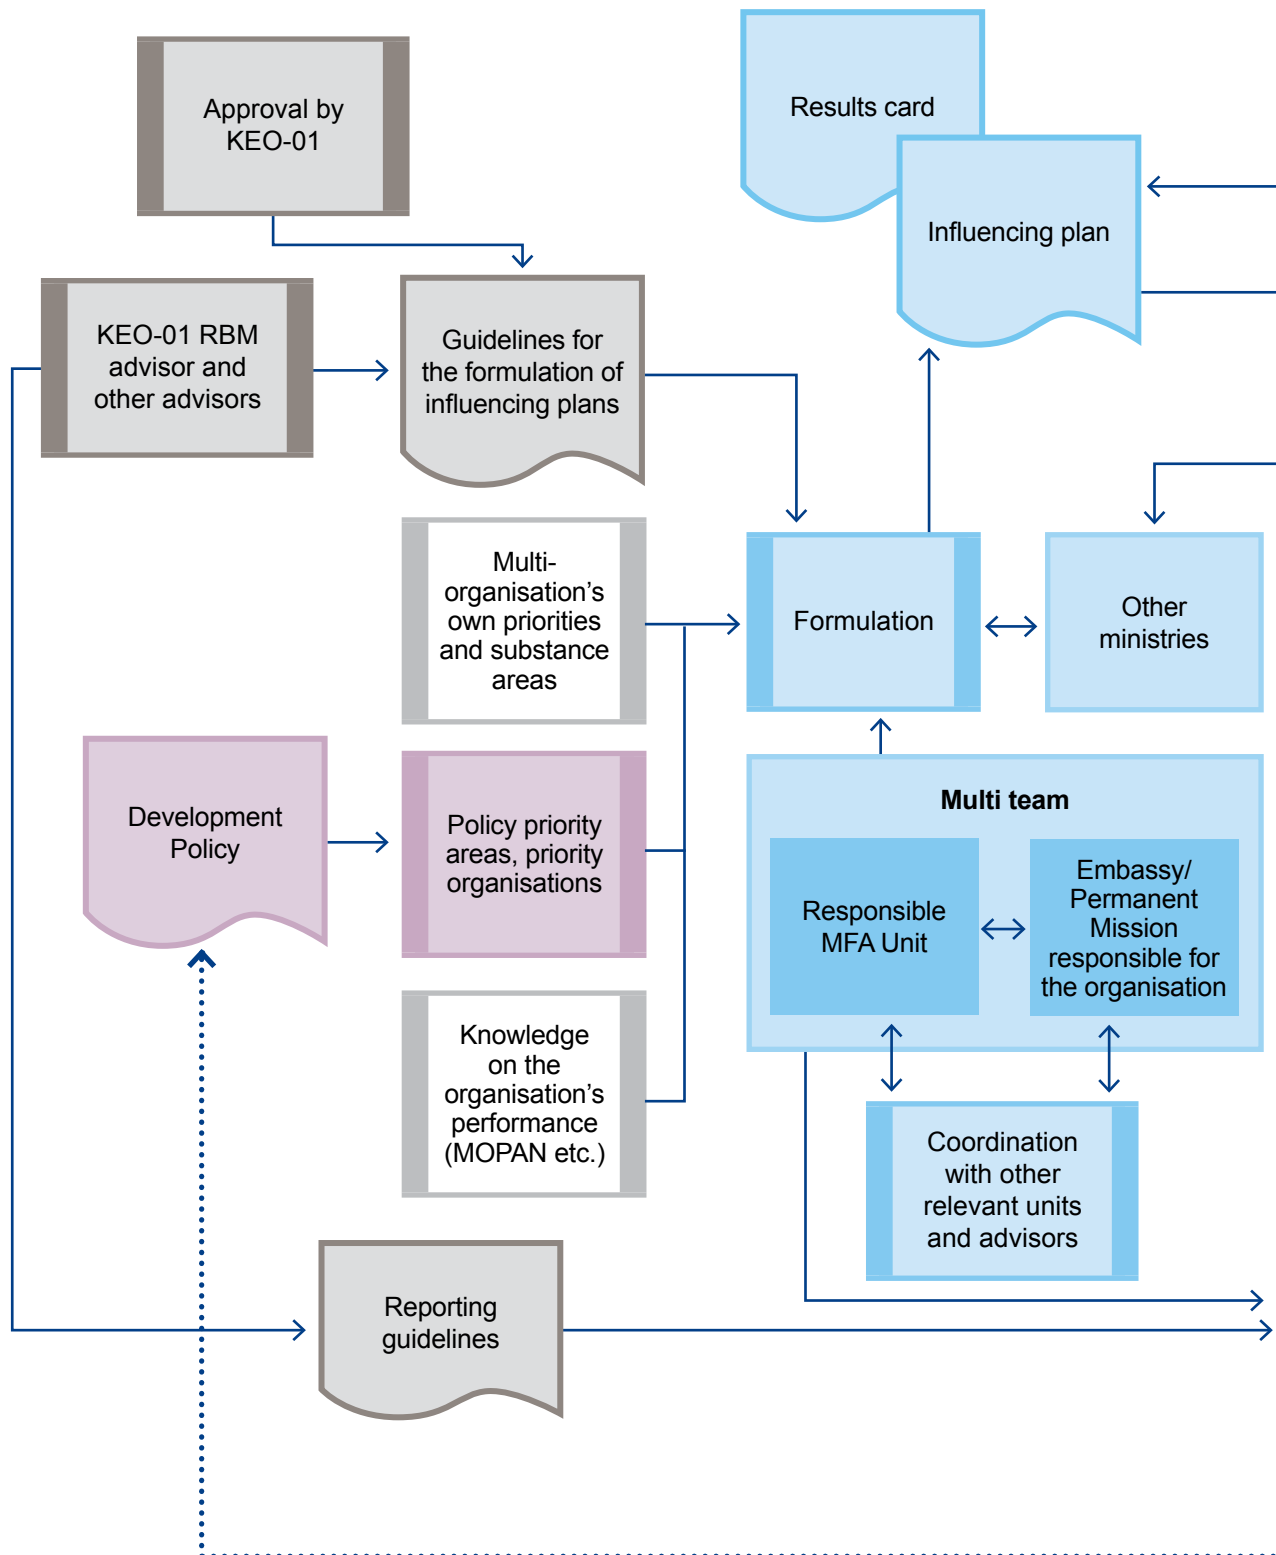 Approval by
KEO-01
Results card
Influencing plan
KEO-01 RBM
advisor and
other advisors
Guidelines for
the formulation of
influencing plans
Multi-
organisation’s
own priorities
and substance
areas
Formulation
Other
ministries
Development
Policy
Policy priority
areas, priority
organisations
Multi team
Responsible
MFA Unit
Embassy/
Permanent
Mission
responsible for
the organisation
Knowledge
on the
organisation’s
performance
(MOPAN etc.)
Coordination
with other
relevant units
and advisors
Reporting
guidelines